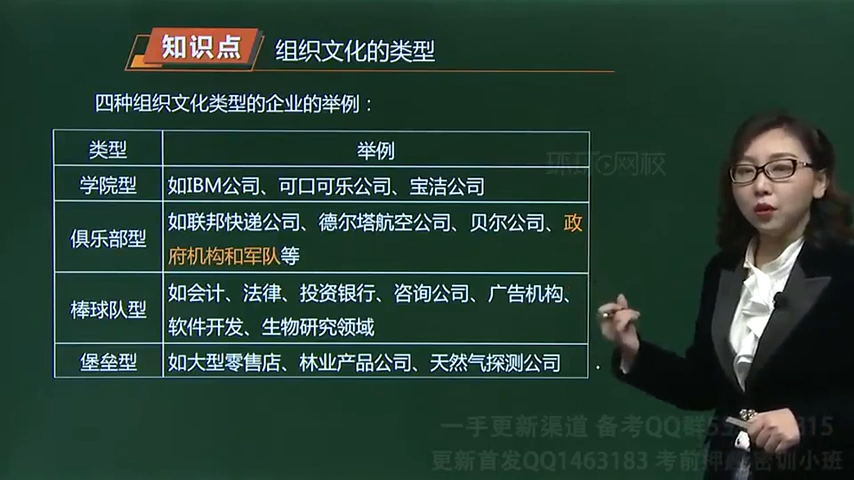 知识点 组织文化的类型
四种组织文化类型的企业的举例：
类型 举例
学院型 如IBM公司、可口可乐公司、宝洁公司
俱乐部型 如联邦快递公司、德尔塔航空公司、贝尔公司、政
府机构和军队等
棒球队型 如会计、法律、投资银行、咨询公司、广告机构、
软件开发、生物研究领域
堡垒型 如大型零售店、林业产品公司、天然气探测公司
环球网校
一手更新渠道 备考QQ群
更新首发QQ1463183 考前押题密训小班